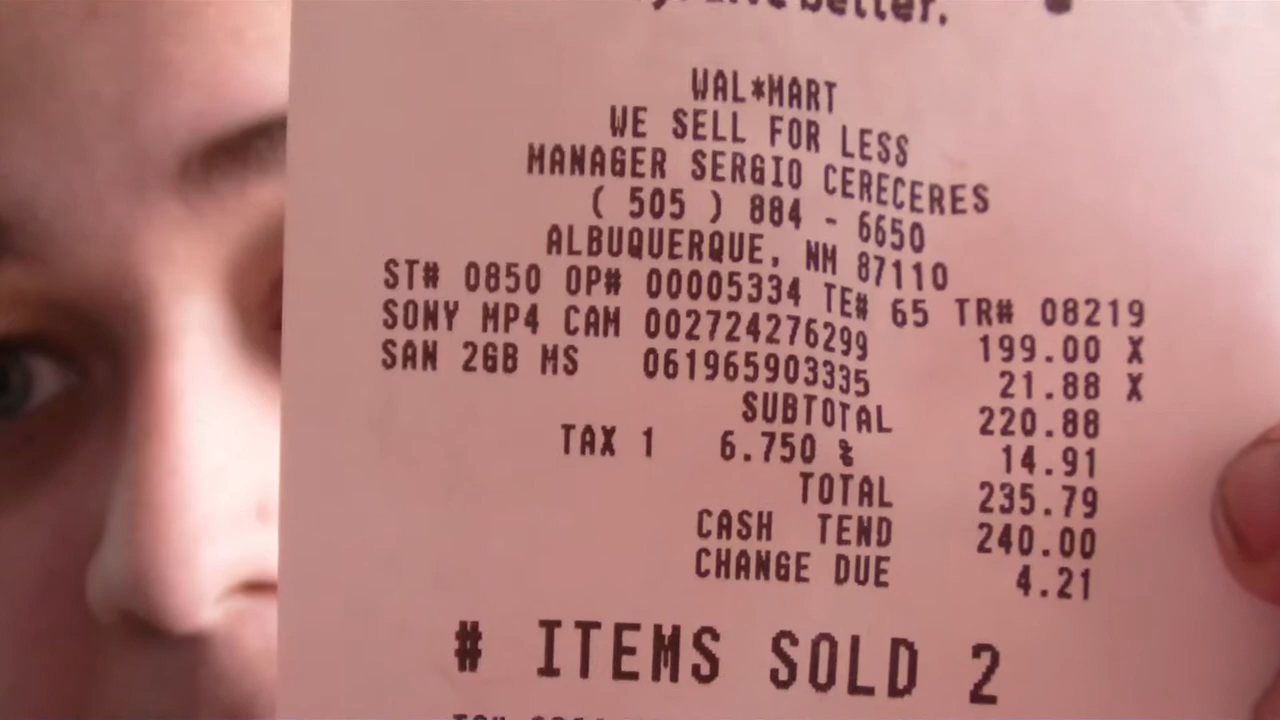 better.
WAL*MART
WE SELL FOR LESS
MANAGER SERGIO CERECERES
( 505 ) 884 - 6650
ALBUQUERQUE, NM 87110
ST# 0850 OP# 00005334 TE# 65 TR# 08219
SONY MP4 CAM 002724276299 199.00 X
SAN 2GB MS 061965903335 21.88 X
SUBTOTAL 220.88
TAX 1 6.750 % 14.91
TOTAL 235.79
CASH TEND 240.00
CHANGE DUE 4.21
# ITEMS SOLD 2